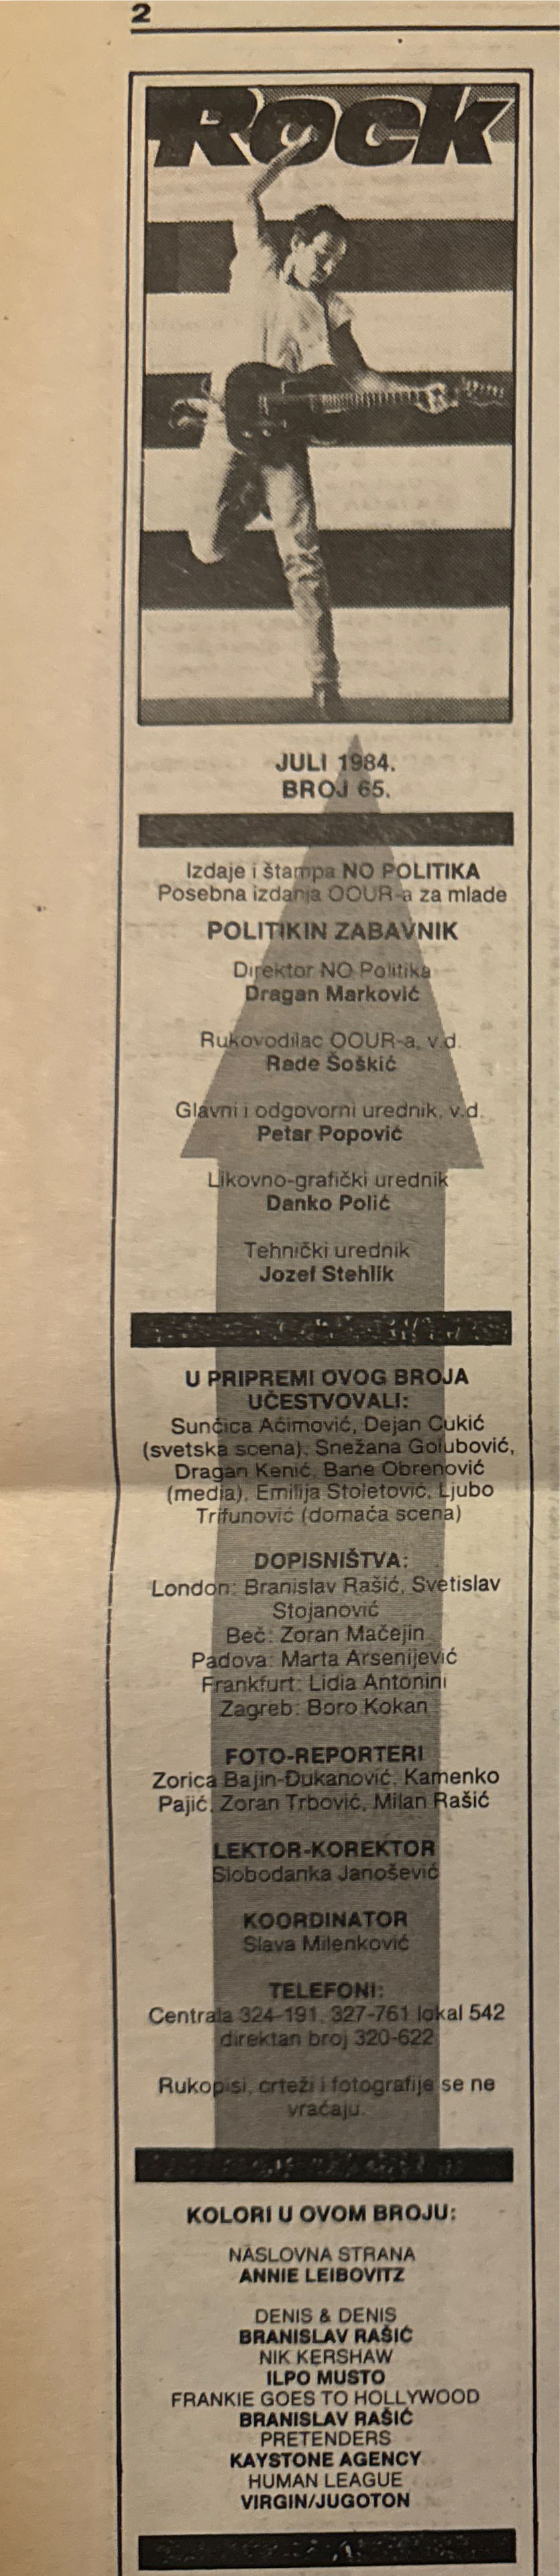 2
ROCK
JULI 1984.
BROJ 65.
Izdaje i štampa NO POLITIKA
Posebna izdanja OOUR-a za mlade
POLITIKIN ZABAVNIK
Direktor NO Politika
Dragan Marković
Rukovodilac OOUR-a, v.d.
Rade Šoškić
Glavni i odgovorni urednik, v.d.
Petar Popović
Likovno-grafički urednik
Danko Polić
Tehnički urednik
Jozef Stehlik
U PRIPREMI OVOG BROJA
UČESTVOVALI:
Sunčica Aćimović, Dejan Cukić
(svetska scena), Snežana Golubović,
Dragan Kenić, Bane Obrenović
(media), Emilija Stoletović, Ljubo
Trifunović (domaća scena)
DOPISNIŠTVA:
London: Branislav Rašić, Svetislav
Stojanović
Beč: Zoran Mačejin
Padova: Marta Arsenijević
Frankfurt: Lidia Antonini
Zagreb: Boro Kokan
FOTO-REPORTERI
Zorica Bajin-Đukanović, Kamenko
Pajić, Zoran Trbović, Milan Rašić
LEKTOR-KOREKTOR
Slobodanka Janošević
KOORDINATOR
Slava Milenković
TELEFONI:
Centrala 324-191, 327-761 lokal 542
direktan broj 320-622
Rukopisi, crteži i fotografije se ne
vraćaju.
KOLORI U OVOM BROJU:
NASLOVNA STRANA
ANNIE LEIBOVITZ
DENIS & DENIS
BRANISLAV RAŠIĆ
NIK KERSHAW
ILPO MUSTO
FRANKIE GOES TO HOLLYWOOD
BRANISLAV RAŠIĆ
PRETENDERS
KAYSTONE AGENCY
HUMAN LEAGUE
VIRGIN/JUGOTON